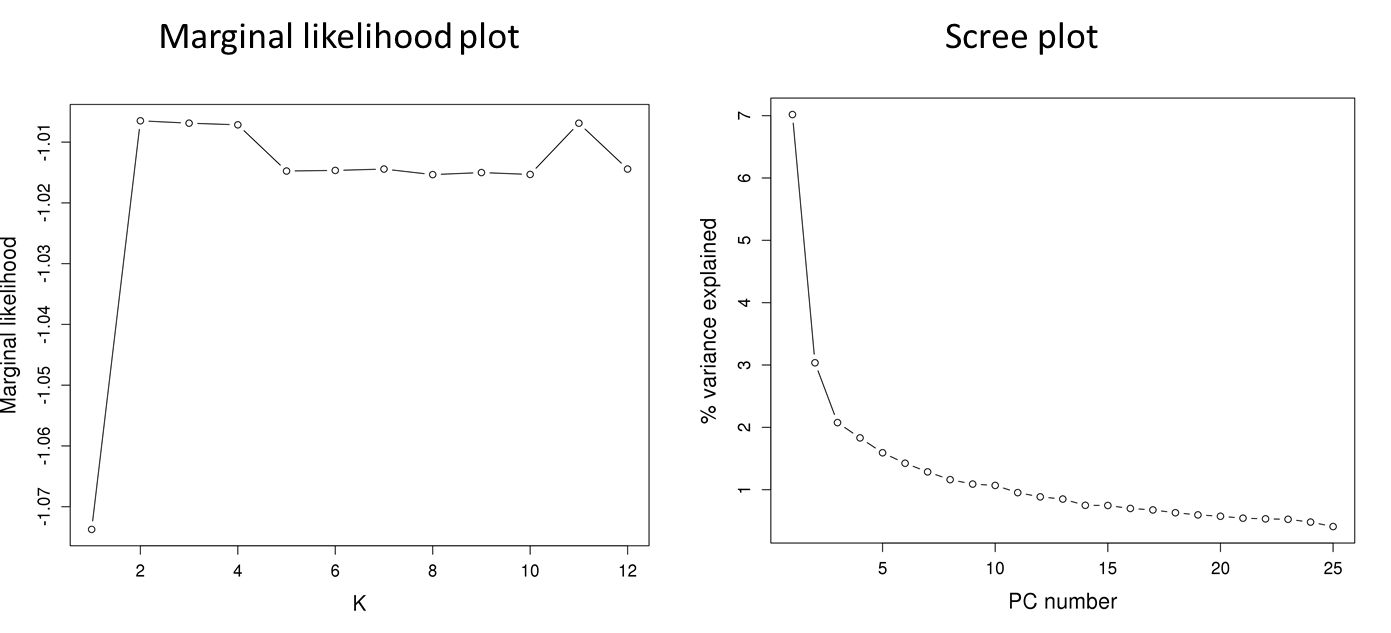 Marginal likelihood plot
Scree plot
Marginal likelihood
-1.01
-1.02
-1.03
-1.04
-1.05
-1.06
-1.07
2 4 6 8 10 12
K
% variance explained
7
6
5
4
3
2
1
5 10 15 20 25
PC number